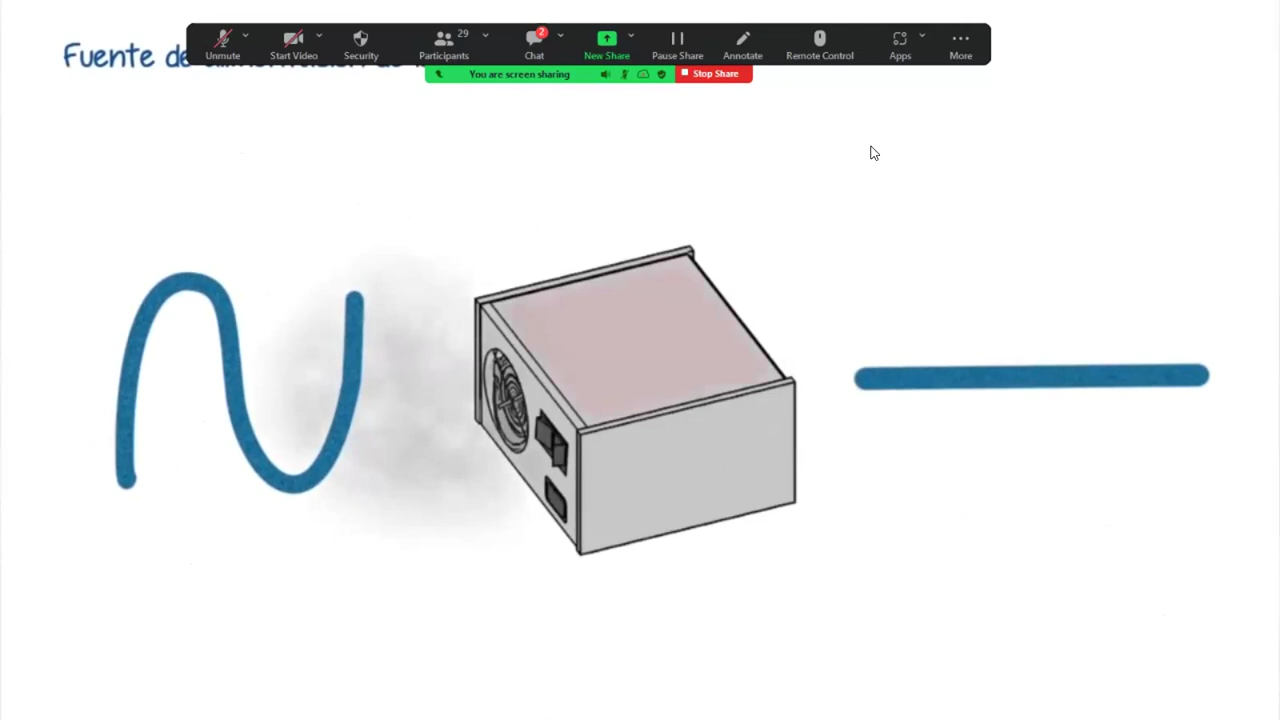 29
2
Unmute
Start Video
Security
Participants
Chat
New Share
Pause Share
Annotate
Remote Control
Apps
More
Fuente de
You are screen sharing
Stop Share